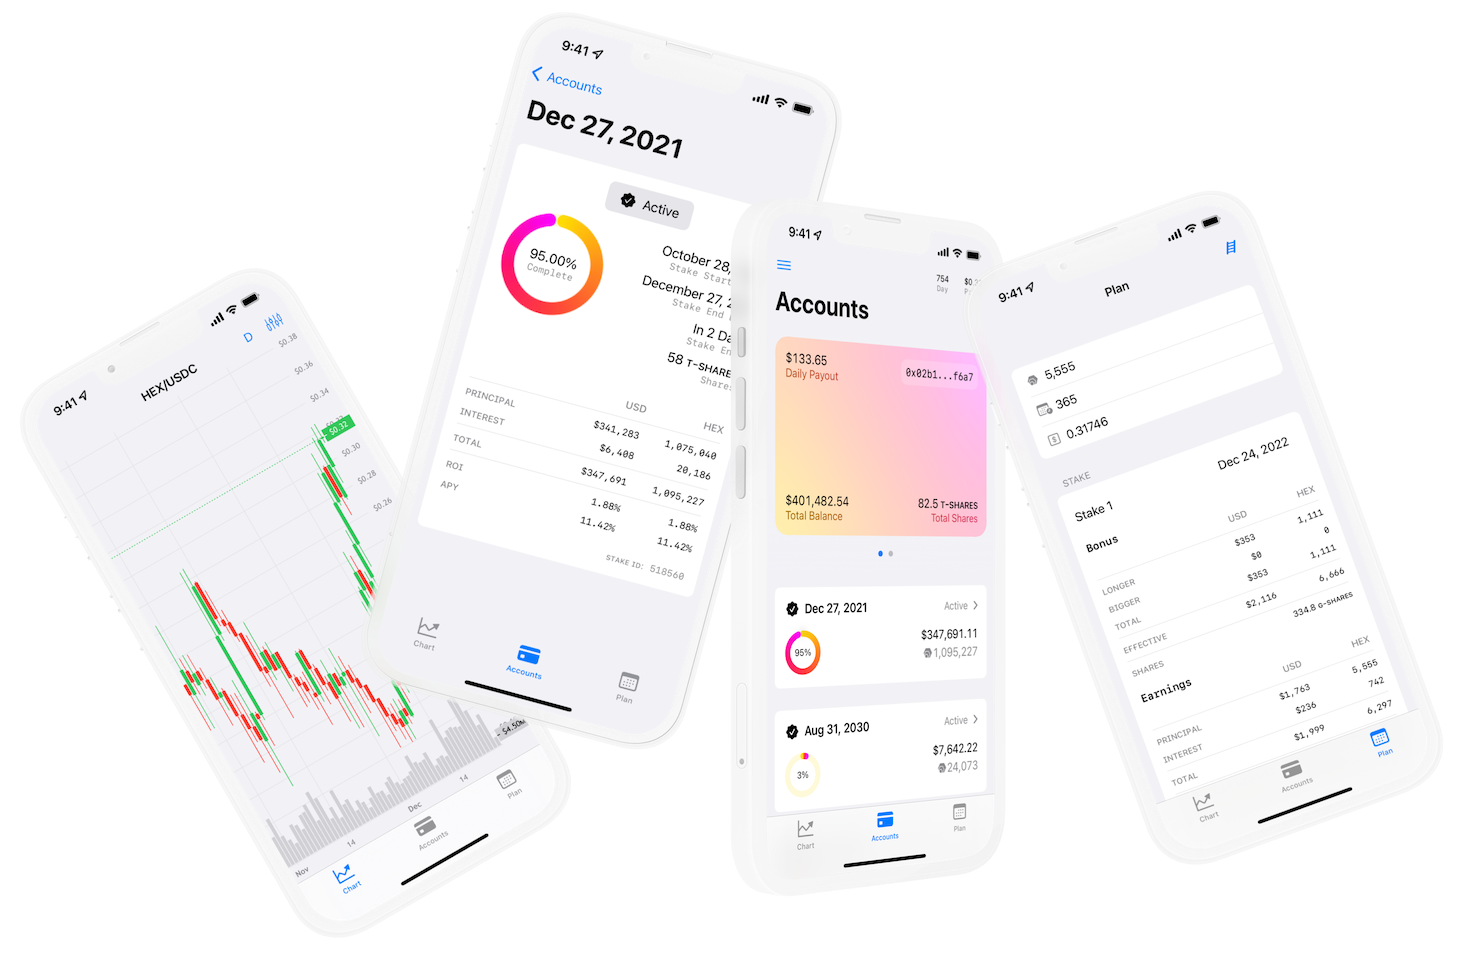 9:41
HEX/USDC
D
$0.38
$0.36
$0.34
$0.32
$0.30
$0.28
$0.26
$4.50M
Nov
14
Dec
14
Chart
Accounts
Plan
9:41
Accounts
Dec 27, 2021
Active
95.00%
Complete
October 28,
Stake Start
December 27, 2
Stake End
In 2 Da
Stake En
58 T-SHARE
Share
USD HEX
PRINCIPAL $341,283 1,075,040
INTEREST $6,408 20,186
TOTAL $347,691 1,095,227
ROI 1.88% 1.88%
APY 11.42% 11.42%
STAKE ID: 518560
Chart
Accounts
Plan
9:41
754
Day
Accounts
$133.65
Daily Payout
0x02b1...f6a7
$401,482.54
Total Balance
82.5 T-SHARES
Total Shares
Dec 27, 2021
Active
95%
$347,691.11
1,095,227
Aug 31, 2030
Active
3%
$7,642.22
24,073
Chart
Accounts
Plan
9:41
Plan
5,555
365
0.31746
STAKE
Stake 1
Dec 24, 2022
Bonus USD HEX
LONGER $353 1,111
BIGGER $0 0
TOTAL $353 1,111
EFFECTIVE $2,116 6,666
SHARES 334.8 G-SHARES
Earnings USD HEX
PRINCIPAL $1,763 5,555
INTEREST $236 742
TOTAL $1,999 6,297
Chart
Accounts
Plan